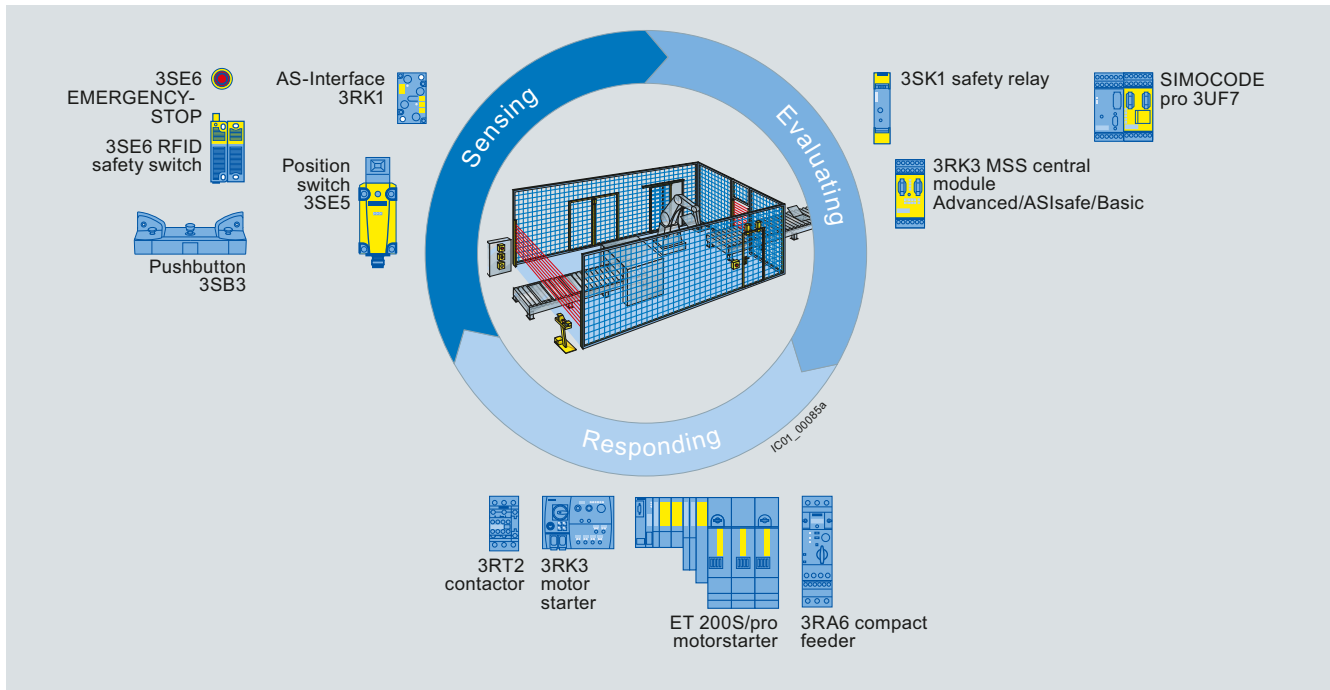 3SE6
EMERGENCY-
STOP
3SE6 RFID
safety switch
Pushbutton
3SB3
AS-Interface
3RK1
Position
switch
3SE5
Sensing
Evaluating
Responding
IC01_00085a
3SK1 safety relay
SIMOCODE
pro 3UF7
3RK3 MSS central
module
Advanced/ASIsafe/Basic
3RT2
contactor
3RK3
motor
starter
ET 200S/pro
motorstarter
3RA6 compact
feeder